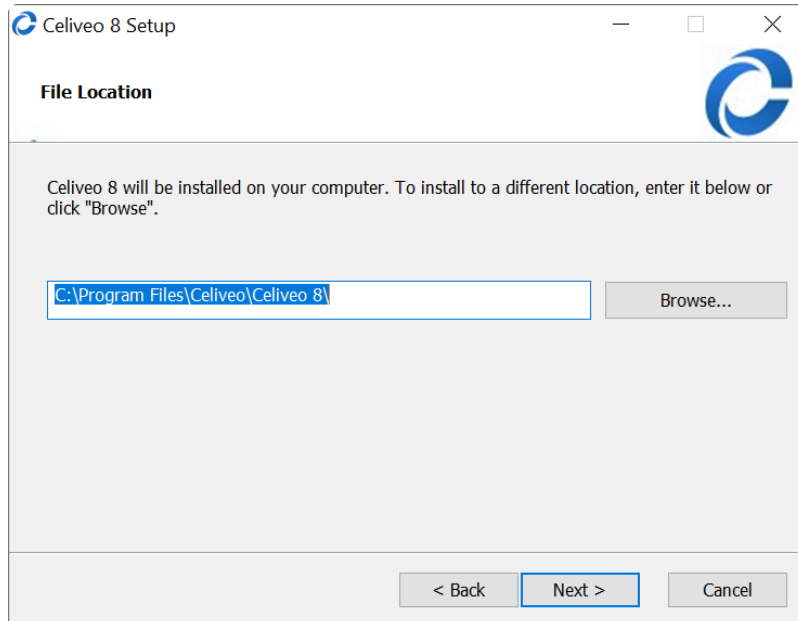 Celiveo 8 Setup
File Location
Celiveo 8 will be installed on your computer. To install to a different location, enter it below or
click "Browse".
C:\Program Files\Celiveo\Celiveo 8\
Browse...
< Back
Next >
Cancel